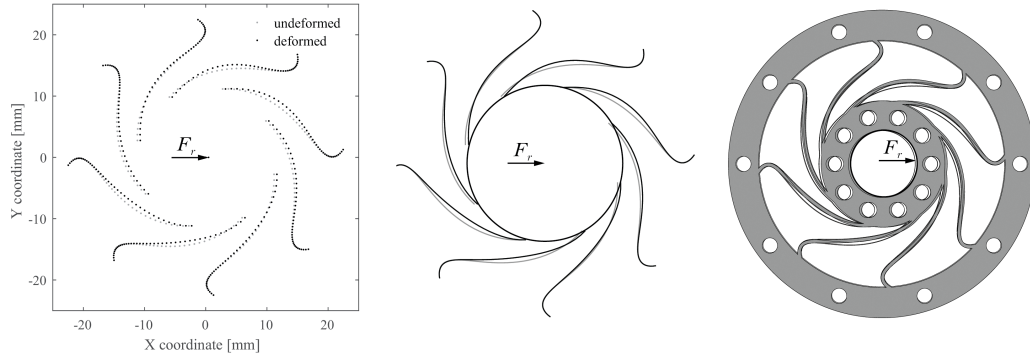 undeformed
deformed
20
10
0
-10
-20
Y coordinate [mm]
-20
-10
0
10
20
X coordinate [mm]
F_r
F_r
F_r